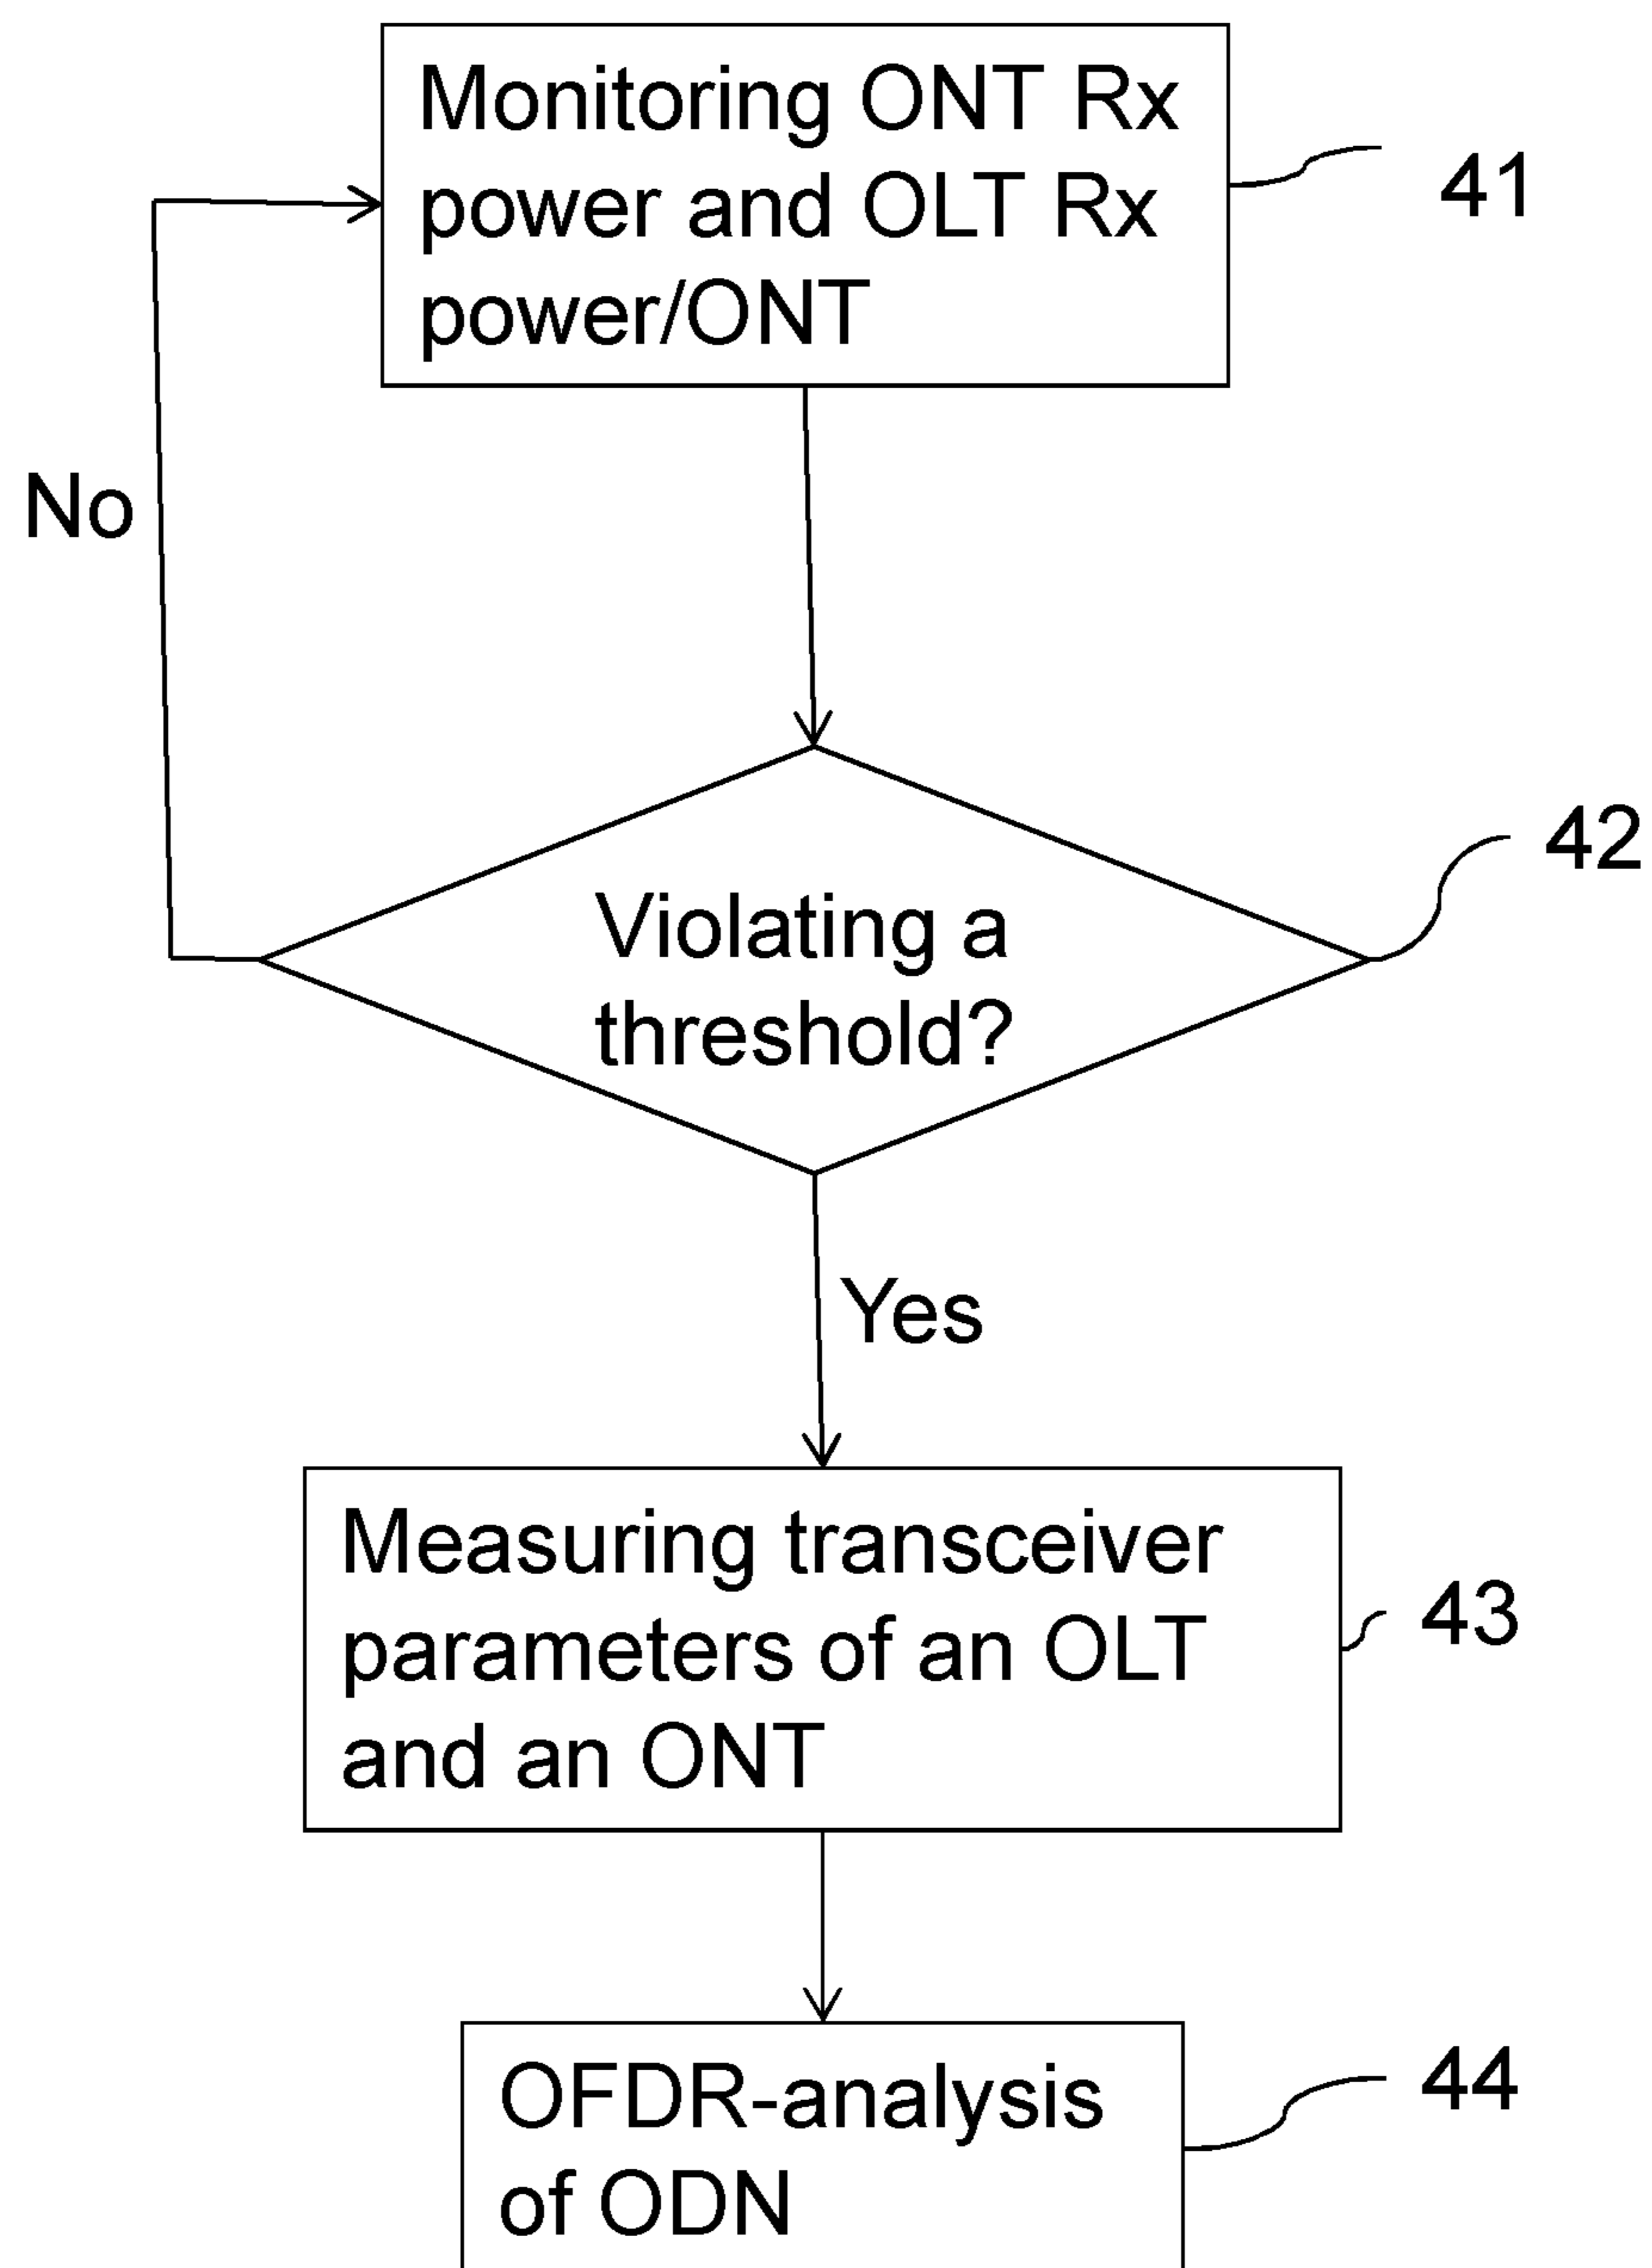 Monitoring ONT Rx
power and OLT Rx
power/ONT
41
No
42
Violating a
threshold?
Yes
Measuring transceiver
parameters of an OLT
and an ONT
43
OFDR-analysis
of ODN
44